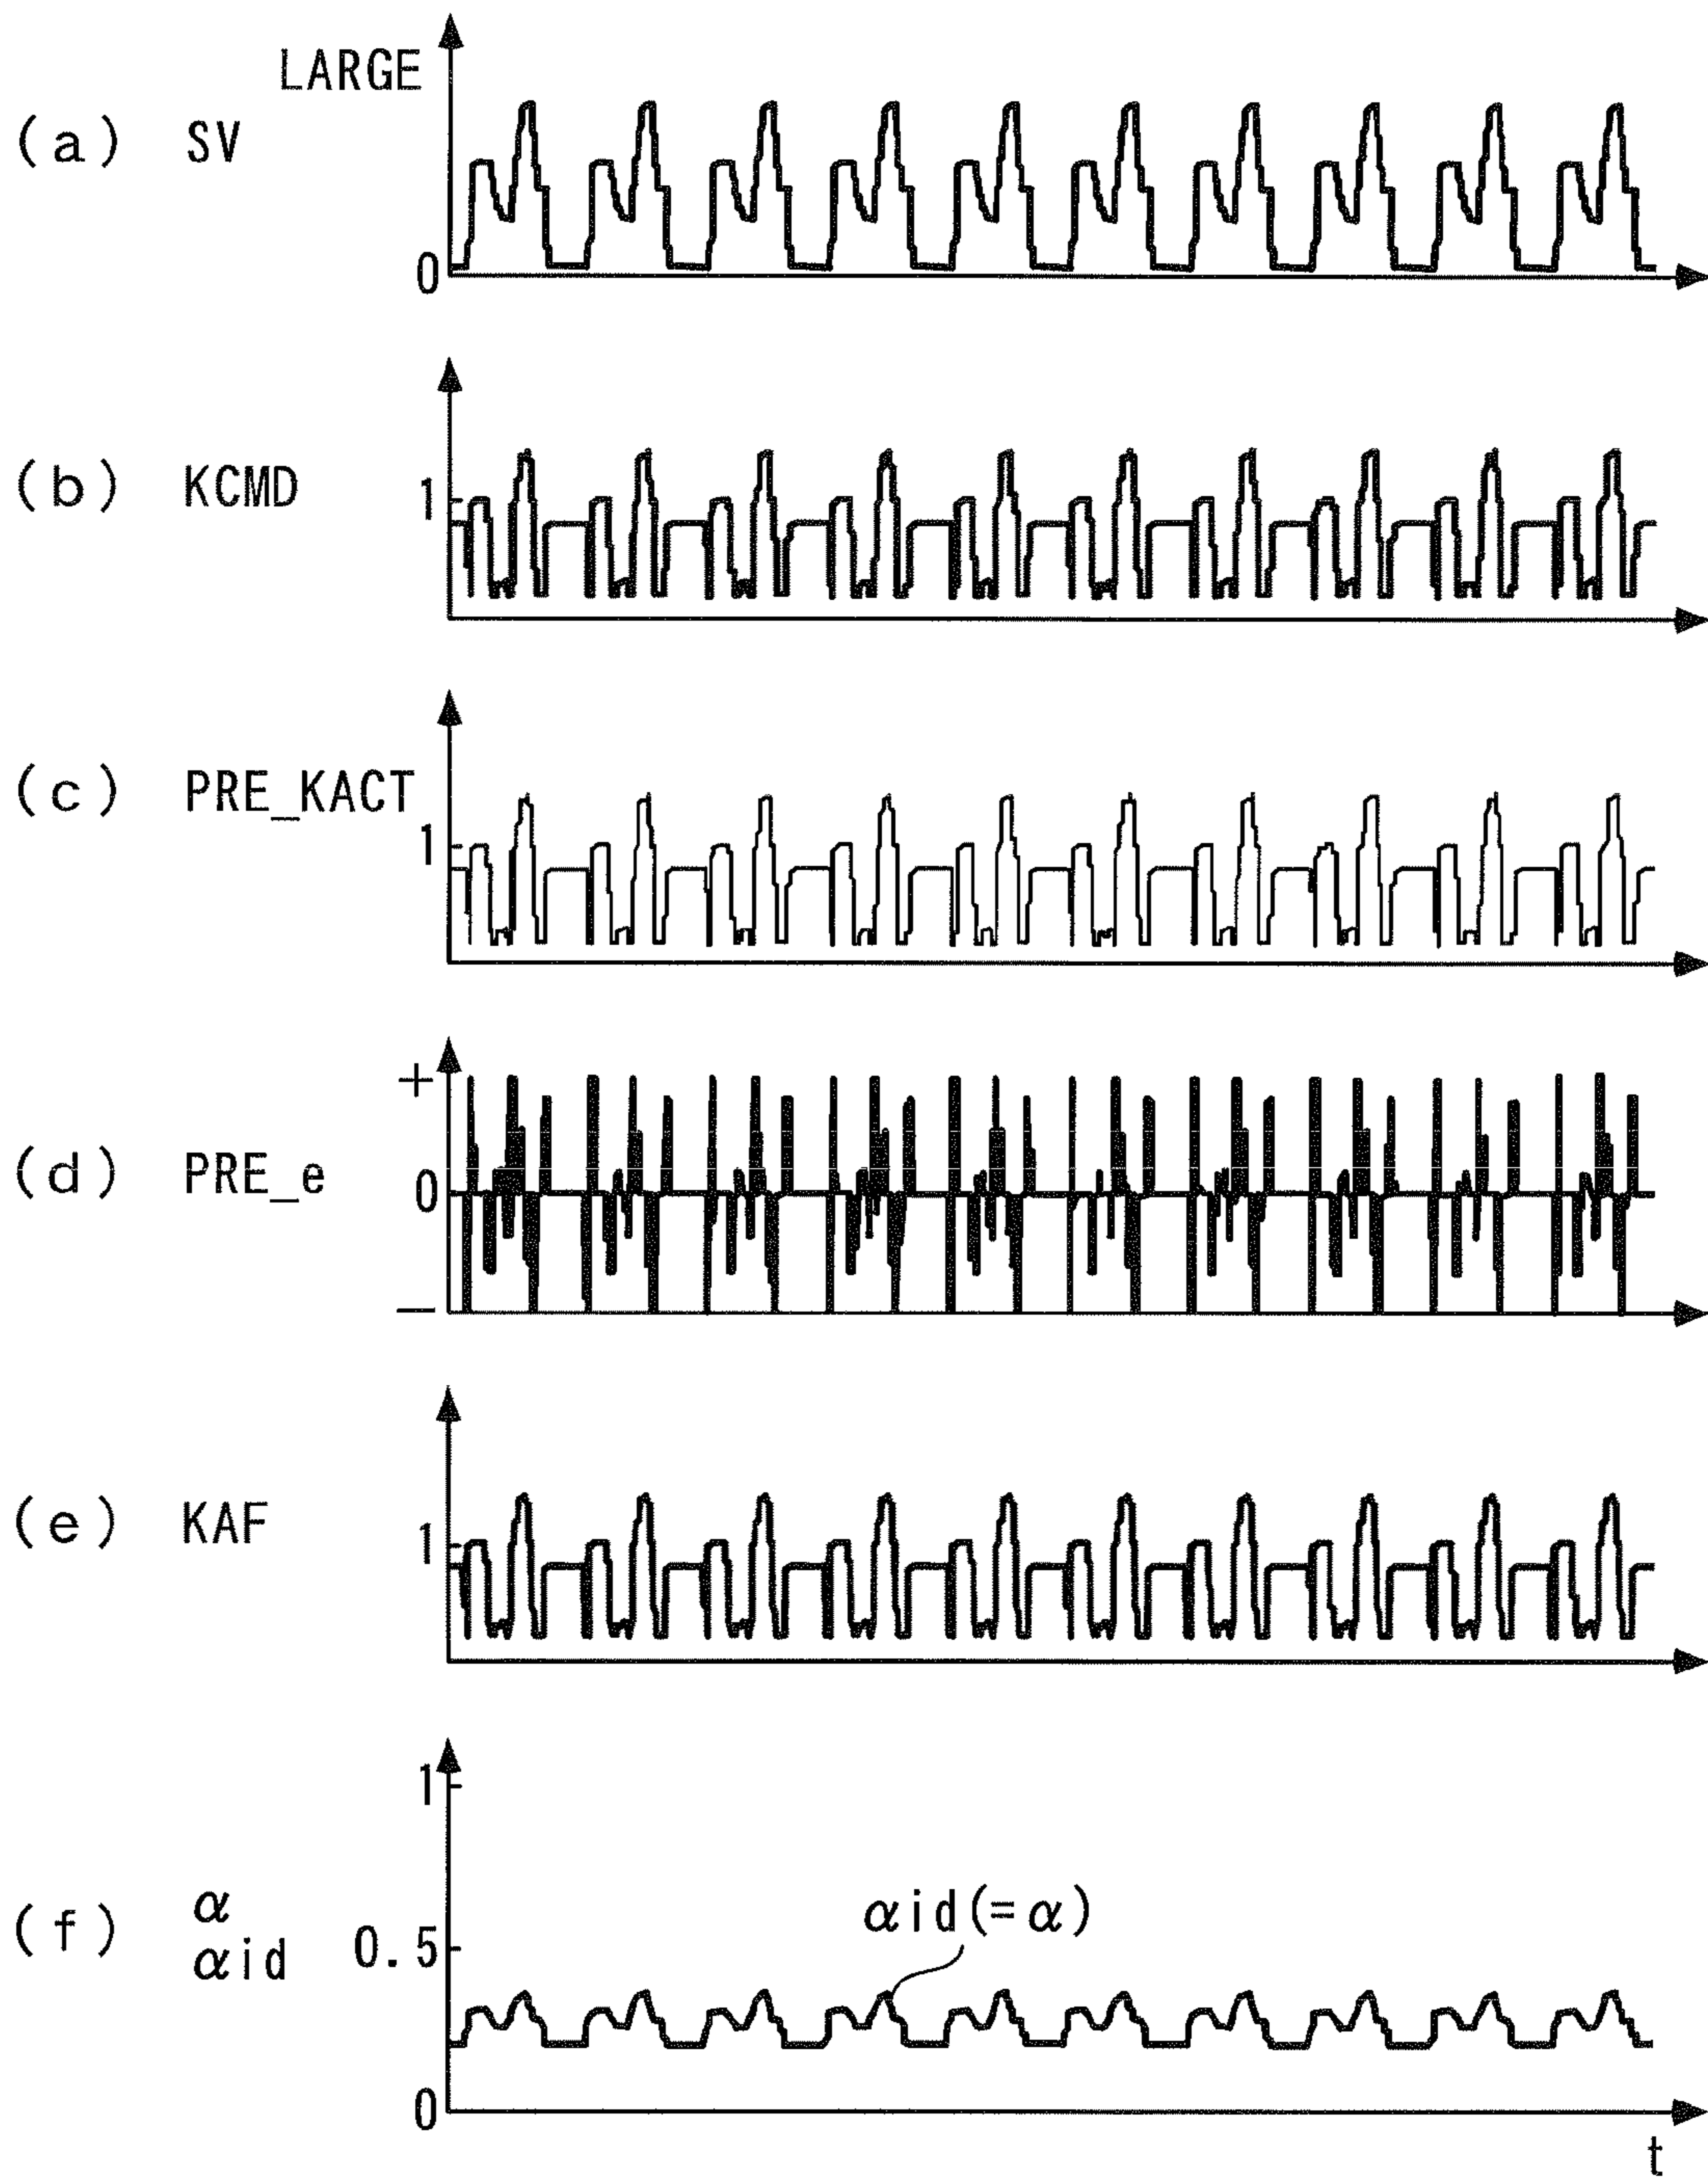 LARGE
(a) SV
0
(b) KCMD
1
(c) PRE_KACT
1
+
(d) PRE_e
0
−
(e) KAF
1
1
(f) α
αid
0.5
αid(=α)
0
t